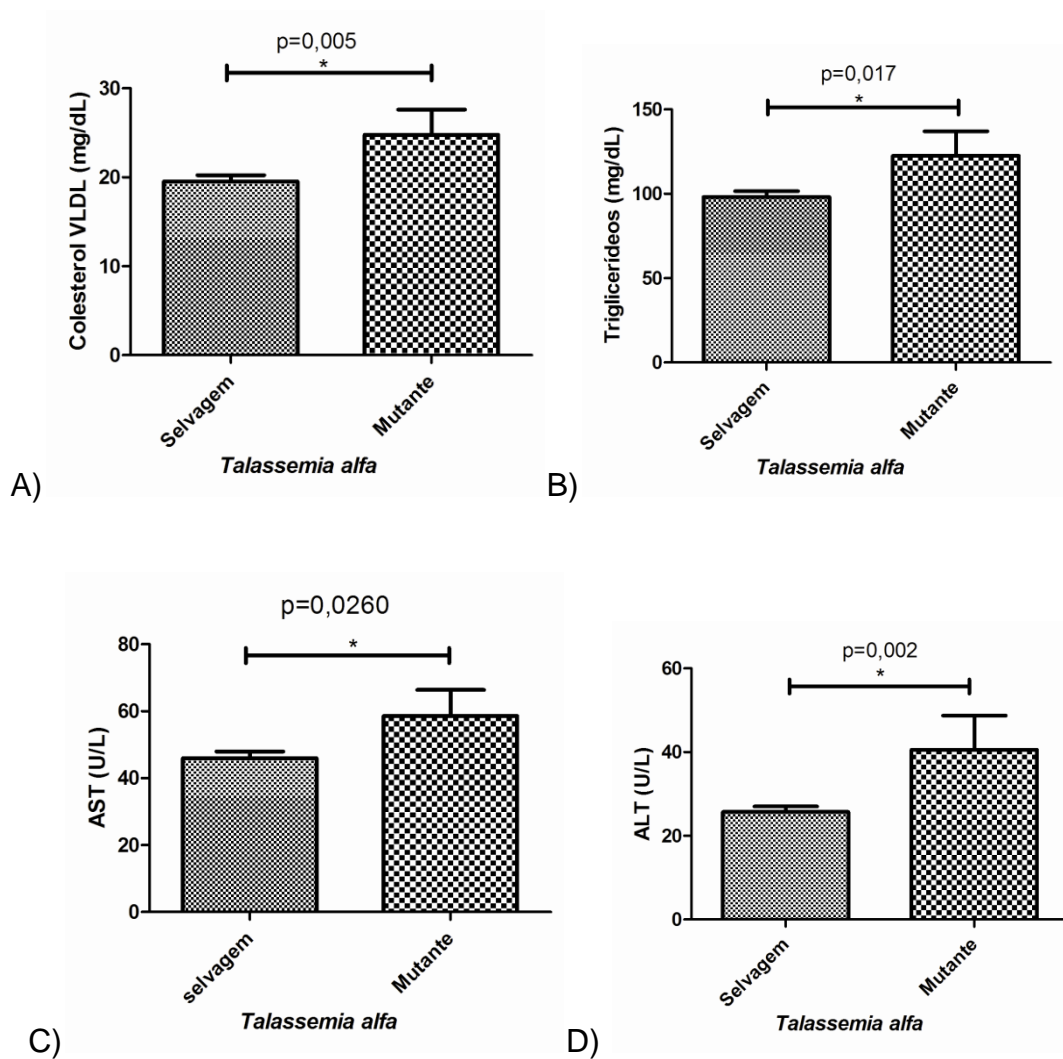 p=0,005
*
Colesterol VLDL (mg/dL)
30
20
10
0
Selvagem
Mutante
Talassemia alfa
A)
p=0,017
*
Triglicerídeos (mg/dL)
150
100
50
0
Selvagem
Mutante
Talassemia alfa
B)
p=0,0260
*
AST (U/L)
80
60
40
20
0
selvagem
Mutante
Talassemia alfa
C)
p=0,002
*
ALT (U/L)
60
40
20
0
Selvagem
Mutante
Talassemia alfa
D)